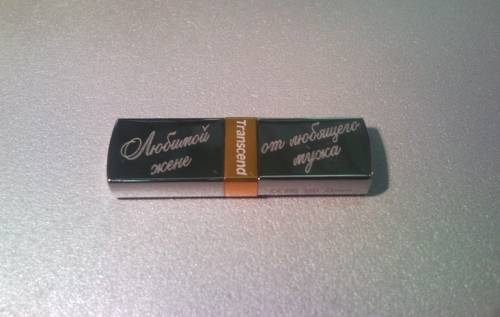 Любимой
жене
Transcend
от любящего
мужа